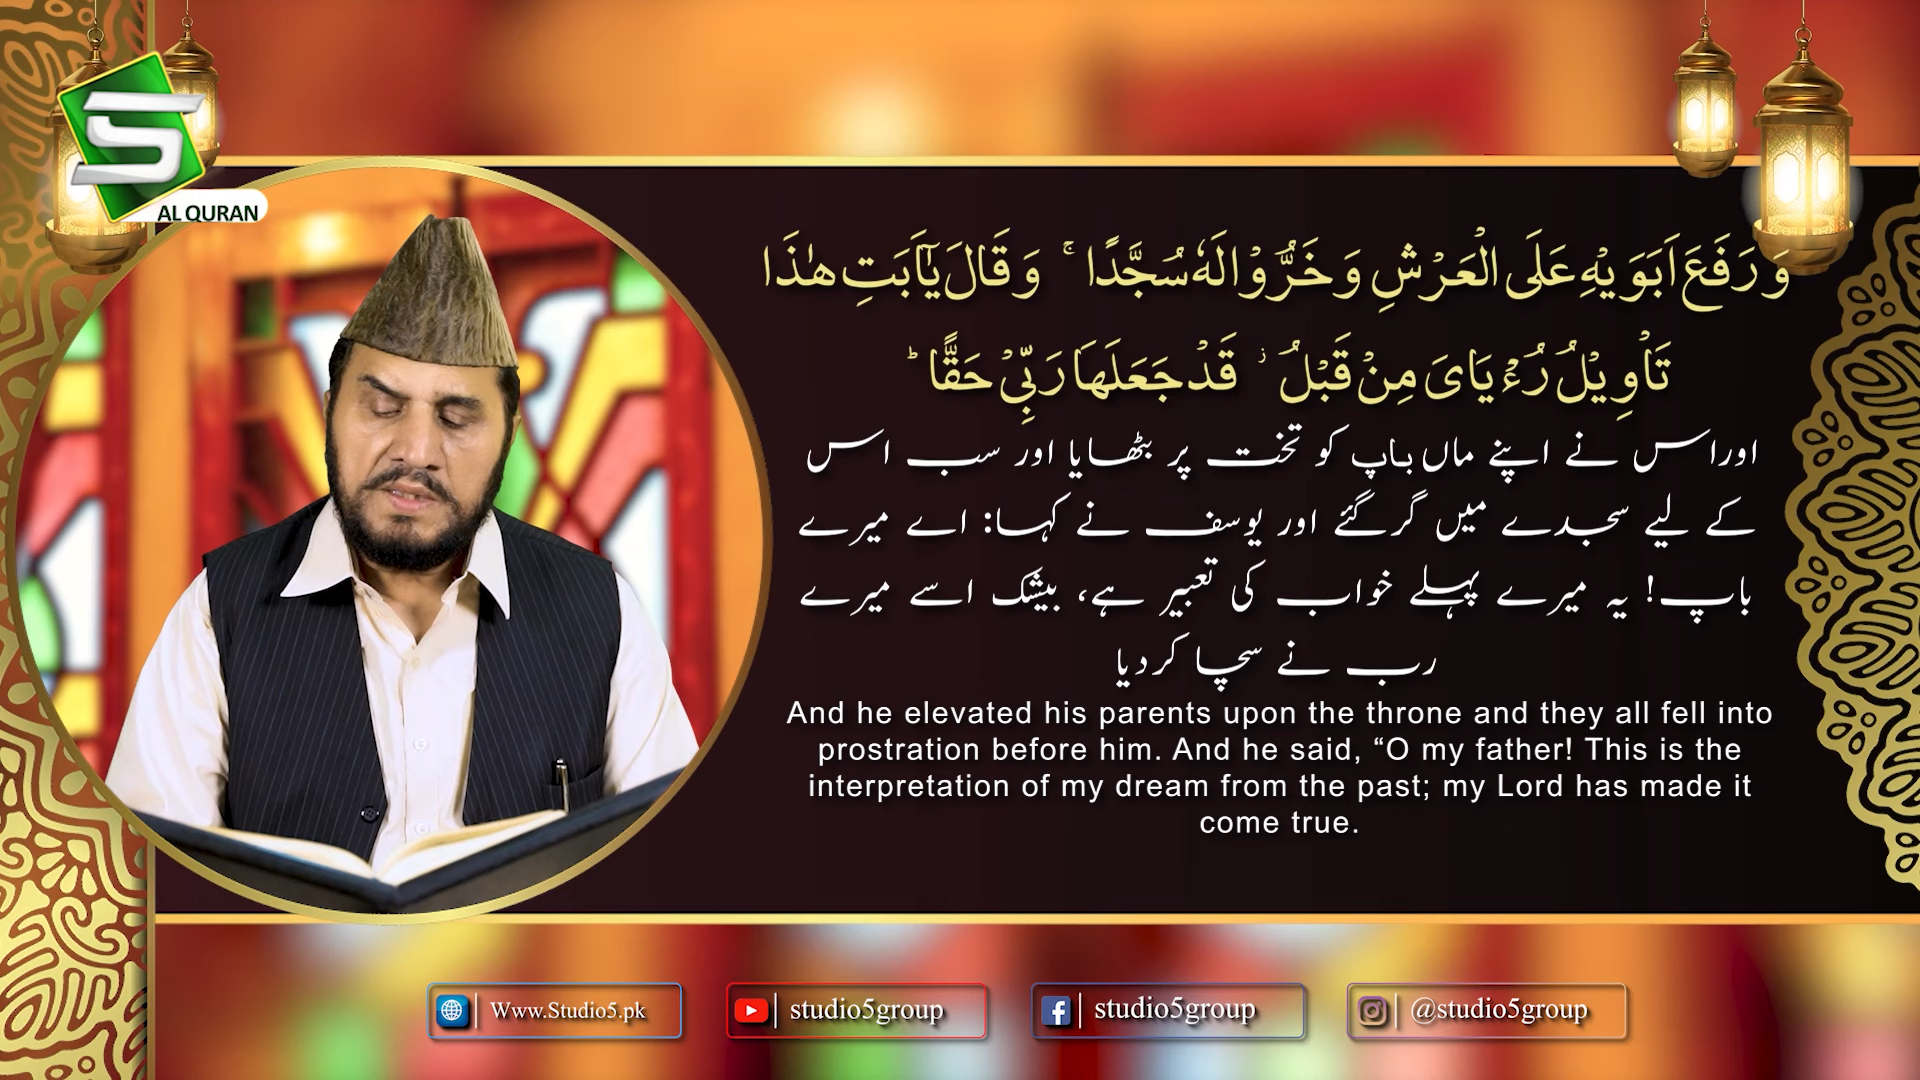 AL QURAN
وَ رَفَعَ اَبَوَیْهِ عَلَی الْعَرْشِ وَ خَرُّوْا لَهٗ سُجَّدًا ۚ وَ قَالَ یٰۤاَبَتِ هٰذَا
تَاْوِیْلُ رُءْیَایَ مِنْ قَبْلُ ؗ قَدْ جَعَلَهَا رَبِّیْ حَقًّا ؕ
اوراس نے اپنے ماں باپ کو تخت پر بٹھایا اور سب اس
کے لیے سجدے میں گرگئے اور یوسف نے کہا: اے میرے
باپ! یہ میرے پہلے خواب کی تعبیر ہے، بیشک اسے میرے
رب نے سچا کردیا
And he elevated his parents upon the throne and they all fell into
prostration before him. And he said, “O my father! This is the
interpretation of my dream from the past; my Lord has made it
come true.
Www.Studio5.pk
studio5group
studio5group
@studio5group